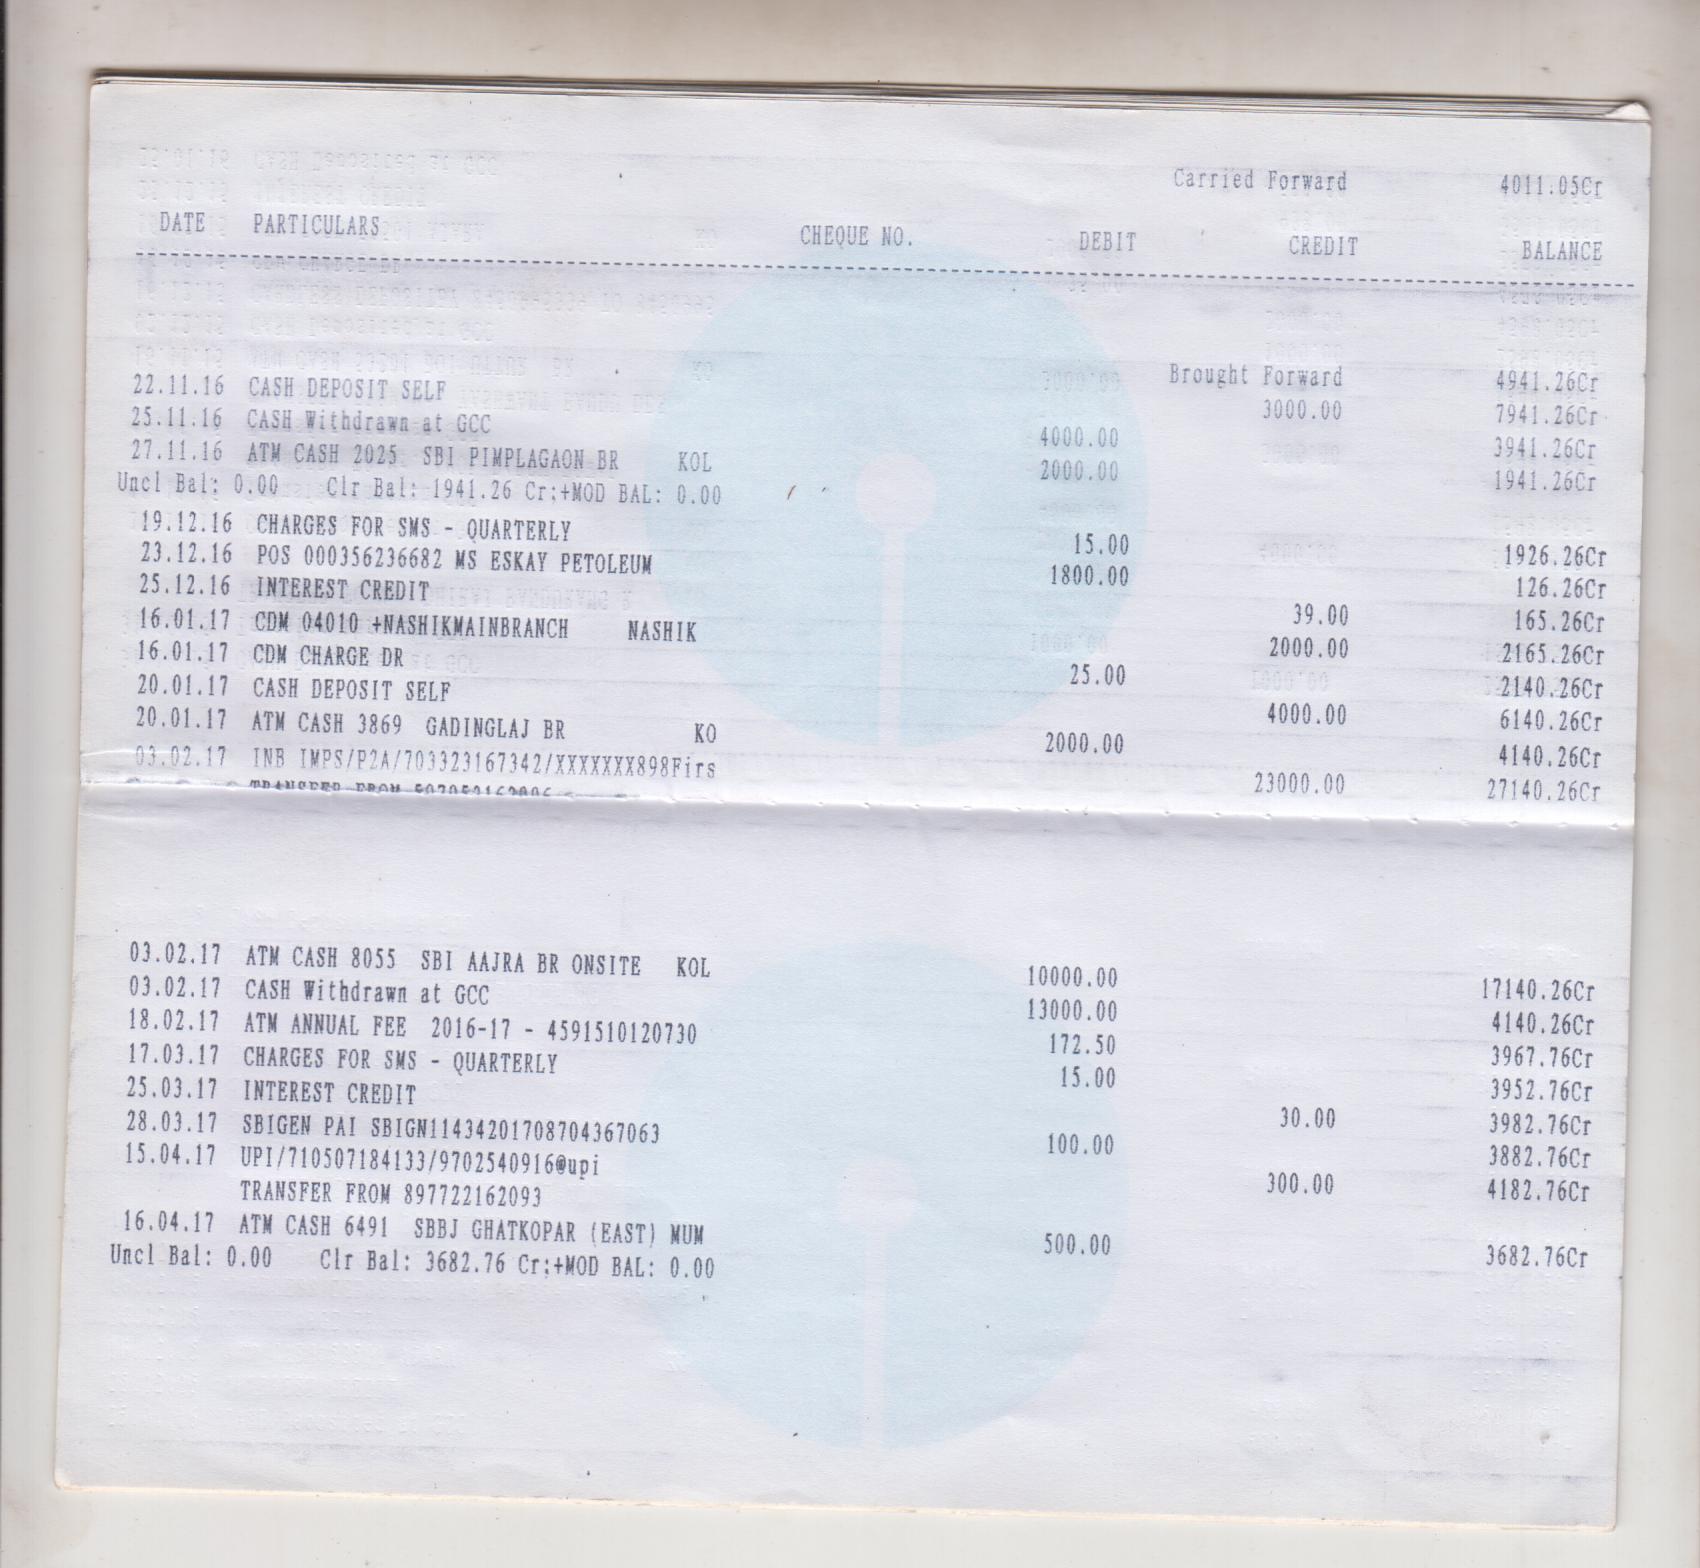 Carried Forward 4011.05Cr
DATE PARTICULARS CHEQUE NO. DEBIT CREDIT BALANCE
Brought Forward 4941.26Cr
22.11.16 CASH DEPOSIT SELF 3000.00 7941.26Cr
25.11.16 CASH Withdrawn at GCC 4000.00 3941.26Cr
27.11.16 ATM CASH 2025 SBI PIMPLAGAON BR KOL 2000.00 1941.26Cr
Uncl Bal: 0.00 Clr Bal: 1941.26 Cr;+MOD BAL: 0.00
19.12.16 CHARGES FOR SMS - QUARTERLY 15.00 1926.26Cr
23.12.16 POS 000356236682 MS ESKAY PETOLEUM 1800.00 126.26Cr
25.12.16 INTEREST CREDIT 39.00 165.26Cr
16.01.17 CDM 04010 +NASHIKMAINBRANCH NASHIK 2000.00 2165.26Cr
16.01.17 CDM CHARGE DR 25.00 2140.26Cr
20.01.17 CASH DEPOSIT SELF 4000.00 6140.26Cr
20.01.17 ATM CASH 3869 GADINGLAJ BR KO 2000.00 4140.26Cr
03.02.17 INB IMPS/P2A/703323167342/XXXXXXX898Firs 23000.00 27140.26Cr
TRANSFER FROM
03.02.17 ATM CASH 8055 SBI AAJRA BR ONSITE KOL 10000.00 17140.26Cr
03.02.17 CASH Withdrawn at GCC 13000.00 4140.26Cr
18.02.17 ATM ANNUAL FEE 2016-17 - 4591510120730 172.50 3967.76Cr
17.03.17 CHARGES FOR SMS - QUARTERLY 15.00 3952.76Cr
25.03.17 INTEREST CREDIT 30.00 3982.76Cr
28.03.17 SBIGEN PAI SBIGN11434201708704367063 100.00 3882.76Cr
15.04.17 UPI/710507184133/9702540916@upi
TRANSFER FROM 897722162093 300.00 4182.76Cr
16.04.17 ATM CASH 6491 SBBJ GHATKOPAR (EAST) MUM 500.00 3682.76Cr
Uncl Bal: 0.00 Clr Bal: 3682.76 Cr;+MOD BAL: 0.00